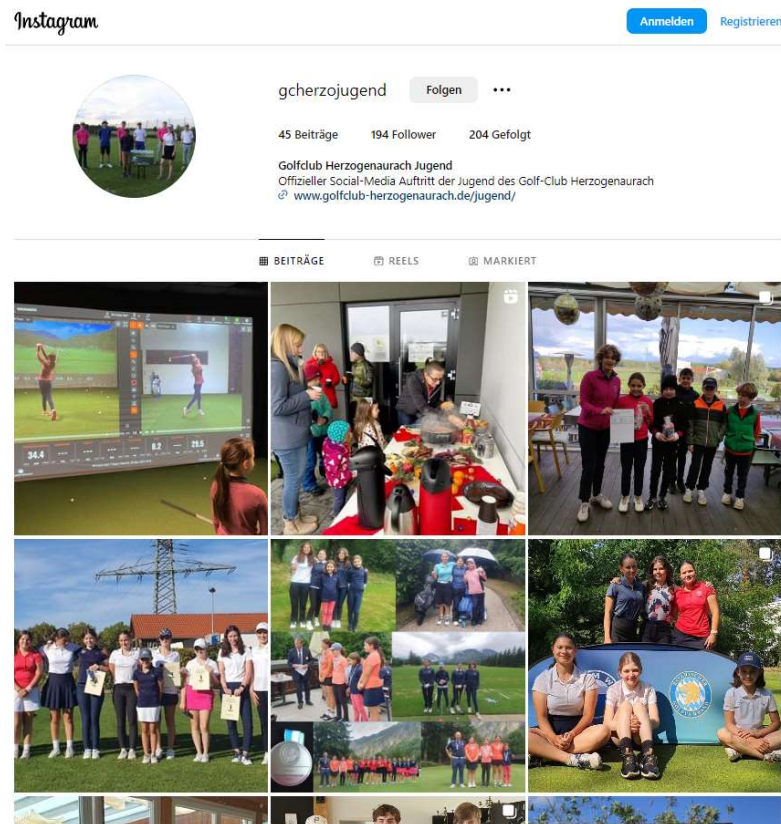 Instagram
Anmelden
Registrieren
gcherzojugend
Folgen
45 Beiträge
194 Follower
204 Gefolgt
Golfclub Herzogenaurach Jugend
Offizieller Social-Media Auftritt der Jugend des Golf-Club Herzogenaurach
www.golfclub-herzogenaurach.de/jugend/
BEITRÄGE
REELS
MARKIERT
34.4
8.2
29.5